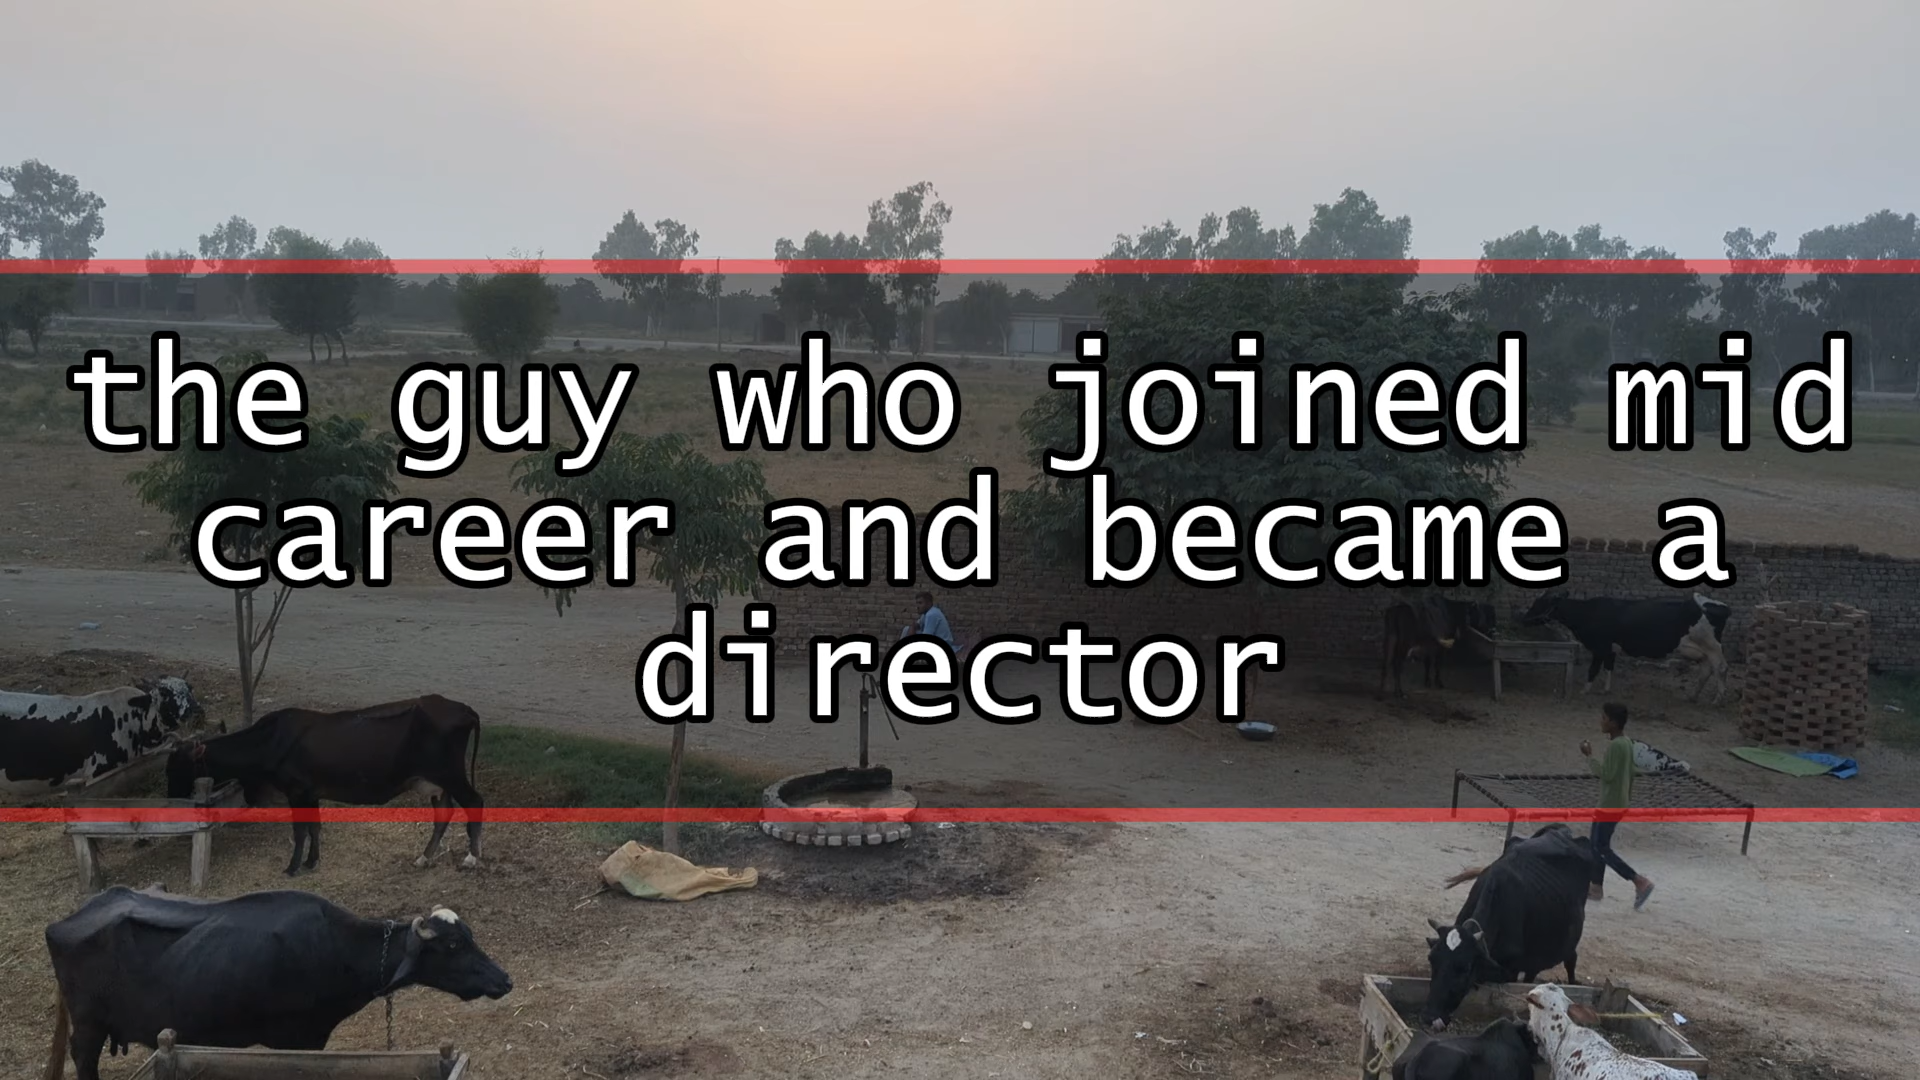 the guy who joined mid
career and became a
director